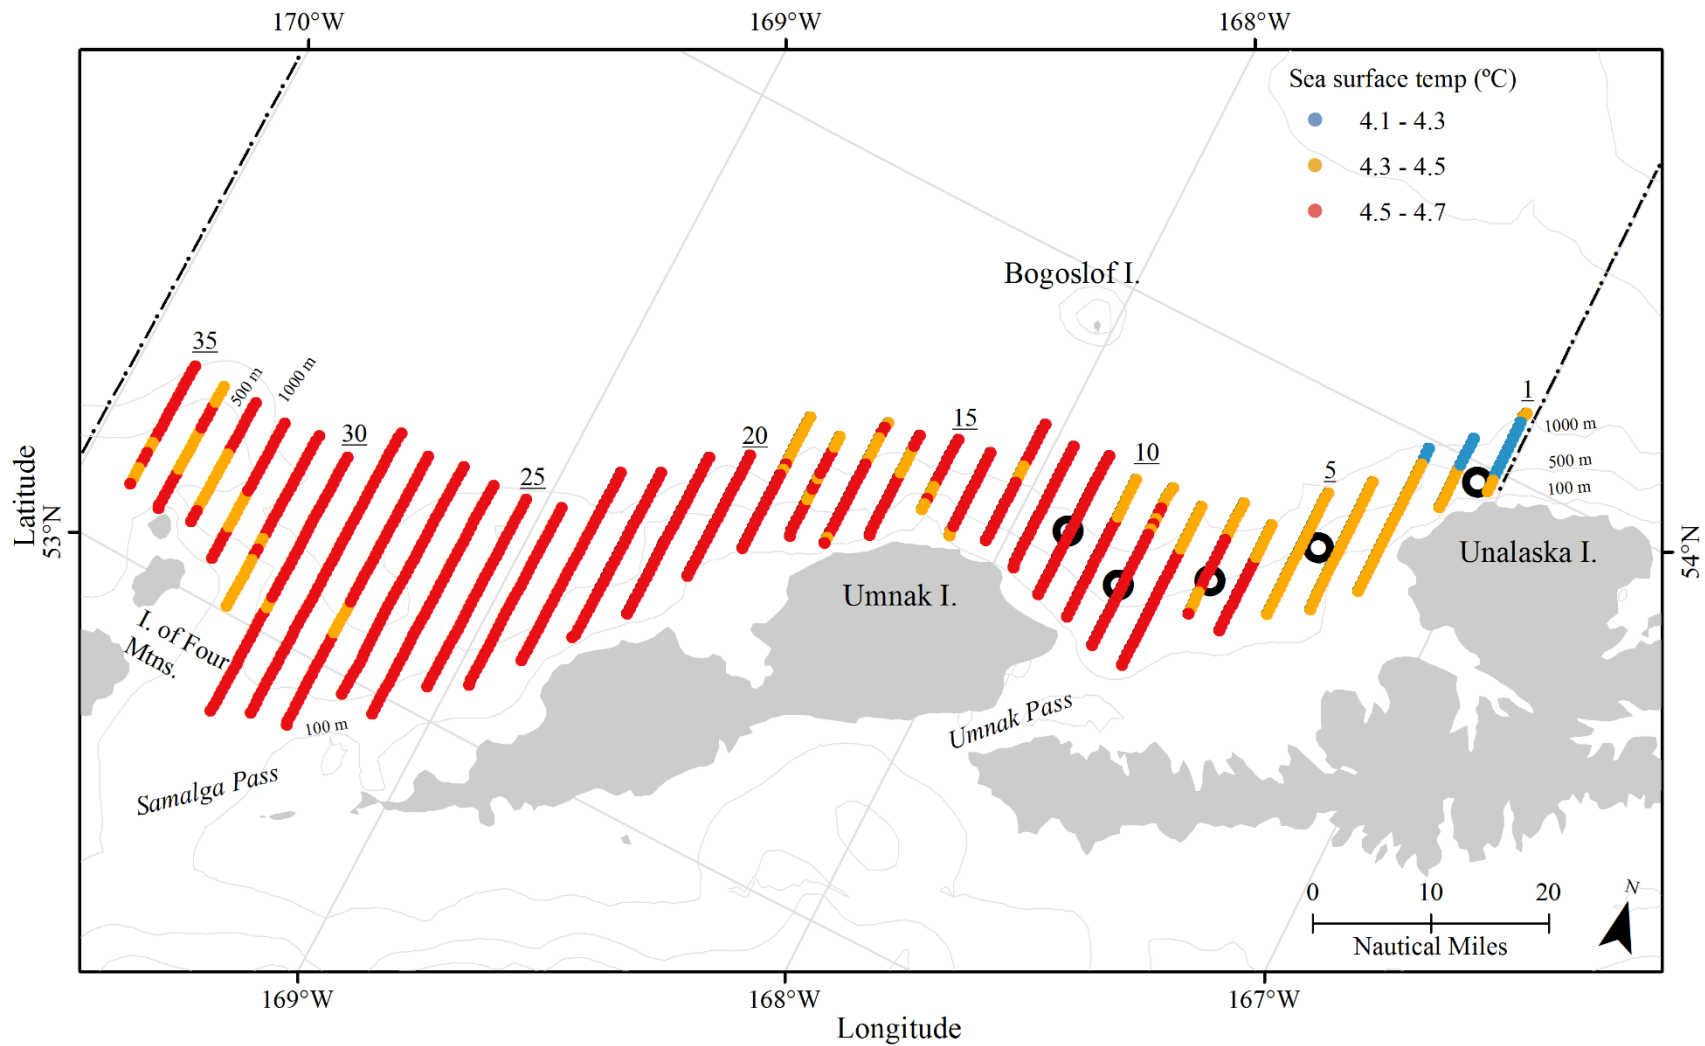 170°W
169°W
168°W
Sea surface temp (ºC)
4.1 - 4.3
4.3 - 4.5
4.5 - 4.7
Bogoslof I.
35
500 m
1000 m
30
25
20
15
10
5
1
1000 m
500 m
100 m
Latitude
53°N
54°N
Unalaska I.
Umnak I.
I. of Four
Mtns.
100 m
Umnak Pass
Samalga Pass
0 10 20
Nautical Miles
N
169°W
168°W
167°W
Longitude